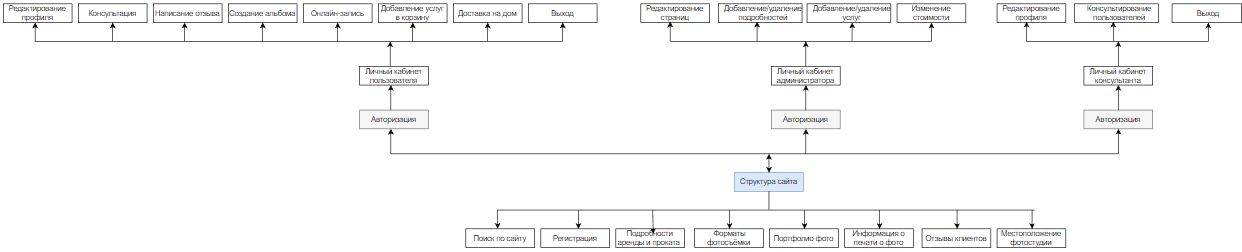 Редактирование
профиля
Консультация
Написание отзыва
Создание альбома
Онлайн-запись
Добавление услуг
в корзину
Доставка на дом
Выход
Редактирование
страниц
Добавление/удаление
подробностей
Добавление/удаление
услуг
Изменение
стоимости
Редактирование
профиля
Консультирование
пользователей
Выход
Личный кабинет
пользователя
Личный кабинет
администратора
Личный кабинет
консультанта
Авторизация
Авторизация
Авторизация
Структура сайта
Поиск по сайту
Регистрация
Подробности
аренды и проката
Форматы
фотосъёмки
Портфолио фото
Информация о
печати о фото
Отзывы клиентов
Местоположение
фотостудии